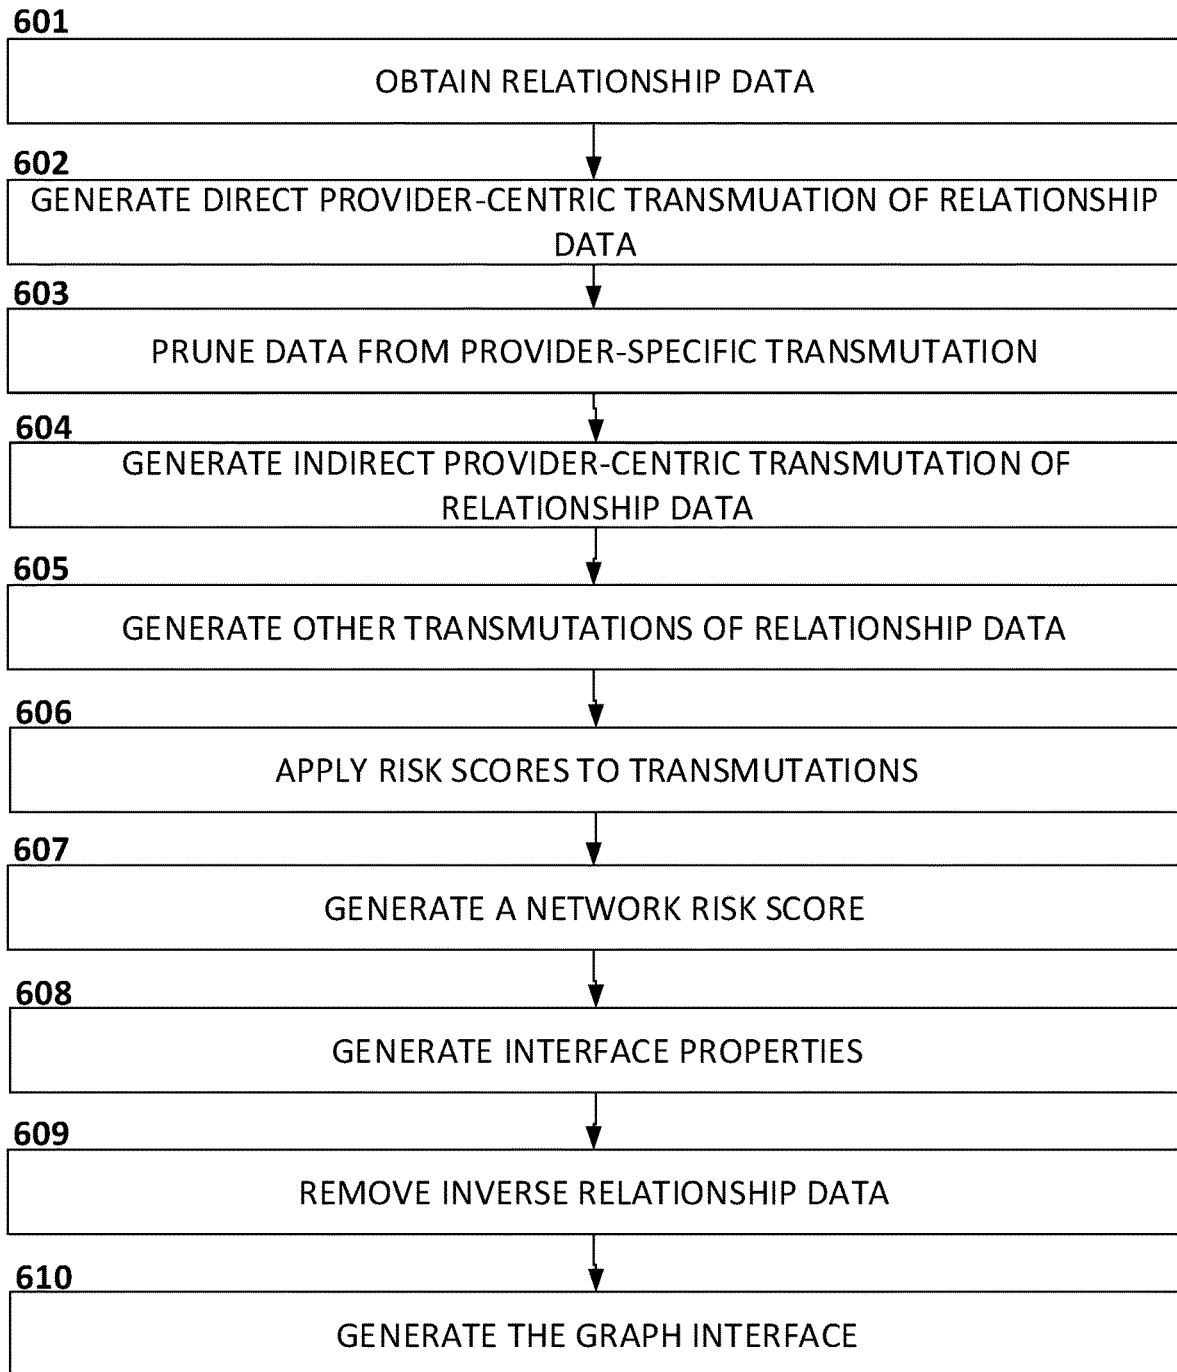 601
OBTAIN RELATIONSHIP DATA
602
GENERATE DIRECT PROVIDER-CENTRIC TRANSMUATION OF RELATIONSHIP
DATA
603
PRUNE DATA FROM PROVIDER-SPECIFIC TRANSMUTATION
604
GENERATE INDIRECT PROVIDER-CENTRIC TRANSMUTATION OF
RELATIONSHIP DATA
605
GENERATE OTHER TRANSMUTATIONS OF RELATIONSHIP DATA
606
APPLY RISK SCORES TO TRANSMUTATIONS
607
GENERATE A NETWORK RISK SCORE
608
GENERATE INTERFACE PROPERTIES
609
REMOVE INVERSE RELATIONSHIP DATA
610
GENERATE THE GRAPH INTERFACE